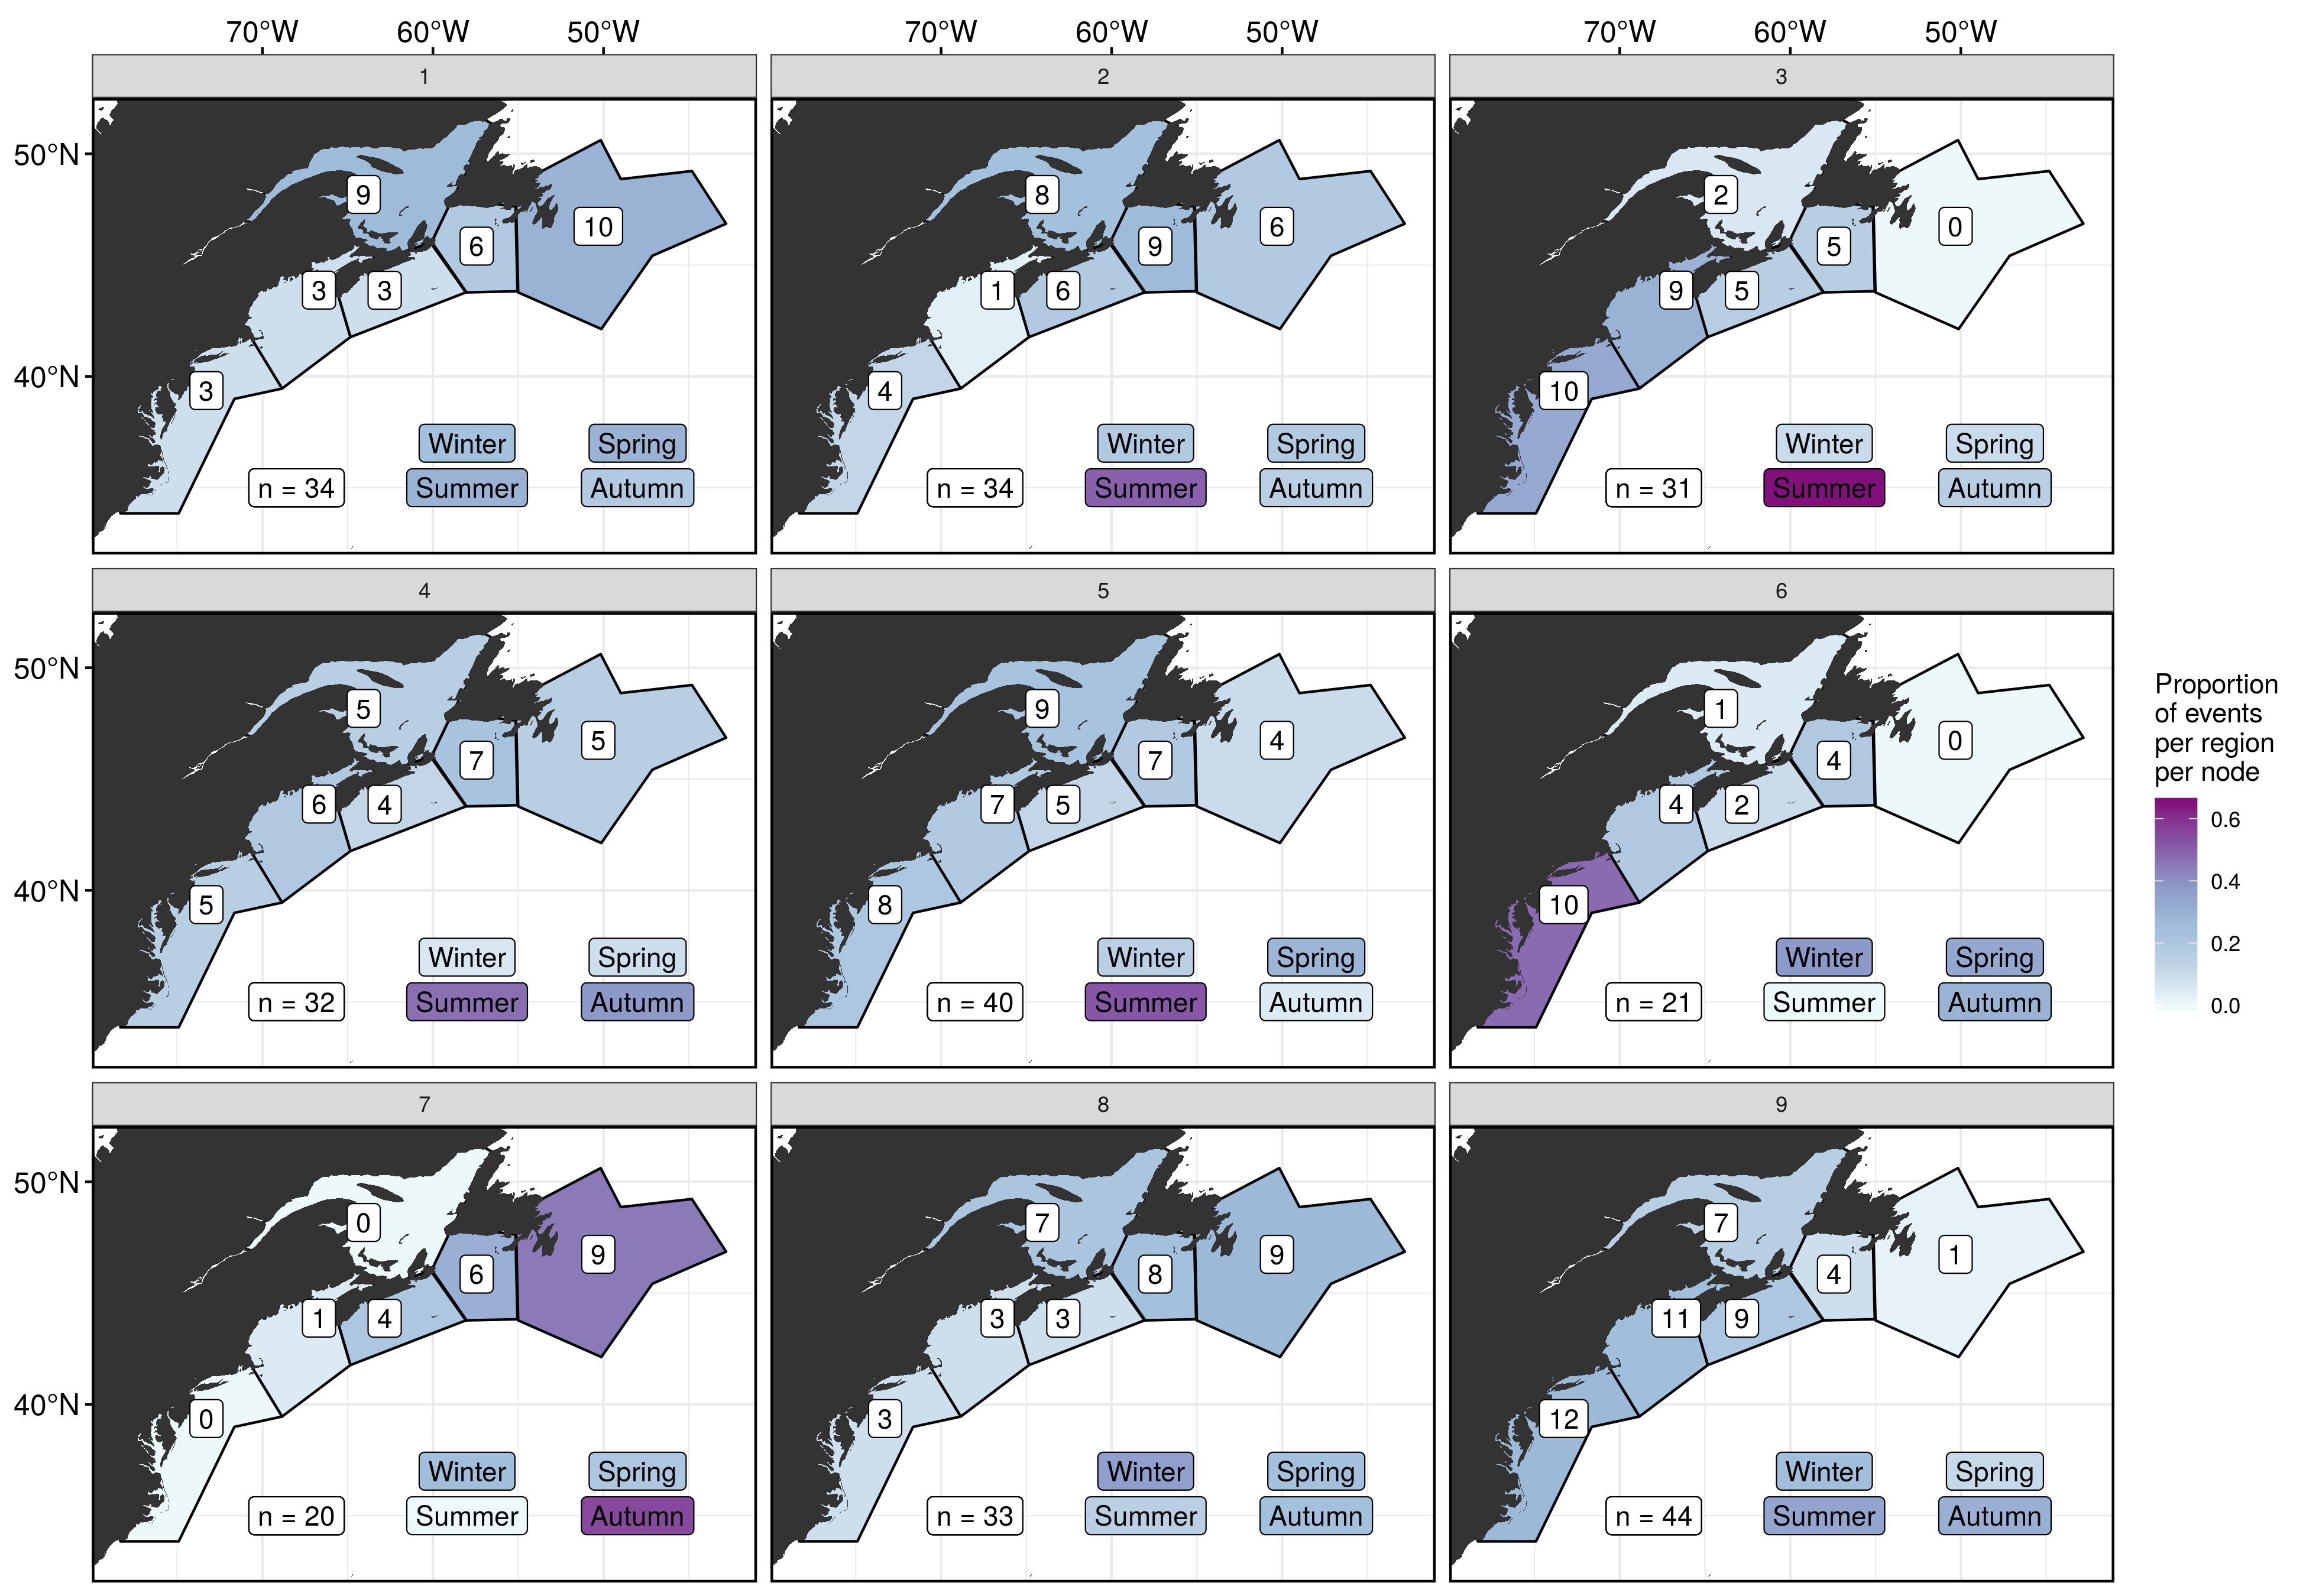 70°W 60°W 50°W 70°W 60°W 50°W 70°W 60°W 50°W
1 2 3
50°N
9 8 2
10 6 0
6 9 5
3 3 1 6 9 5
40°N
3 4 10
Winter Spring Winter Spring Winter Spring
n = 34 Summer Autumn n = 34 Summer Autumn n = 31 Summer Autumn
4 5 6
50°N
5 9 1
5 4 0
7 7 4
6 4 7 5 4 2
40°N
5 8 10
Winter Spring Winter Spring Winter Spring
n = 32 Summer Autumn n = 40 Summer Autumn n = 21 Summer Autumn
Proportion
of events
per region
per node
0.6
0.4
0.2
0.0
7 8 9
50°N
0 7 7
9 9 1
6 8 4
1 4 3 3 11 9
40°N
0 3 12
Winter Spring Winter Spring Winter Spring
n = 20 Summer Autumn n = 33 Summer Autumn n = 44 Summer Autumn